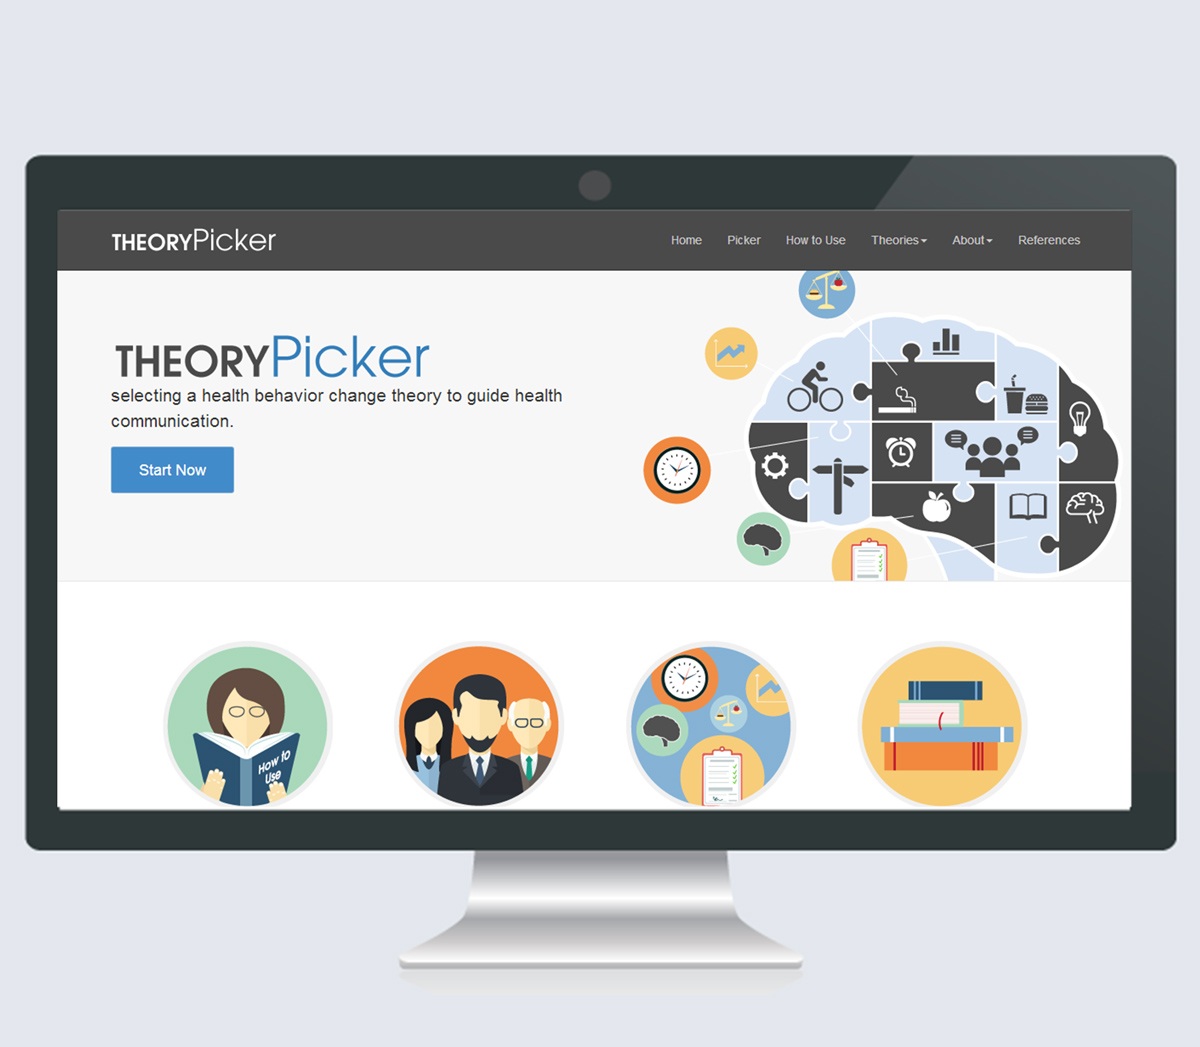 THEORYPicker
Home Picker How to Use Theories About References
THEORYPicker
selecting a health behavior change theory to guide health
communication.
Start Now
How to
Use